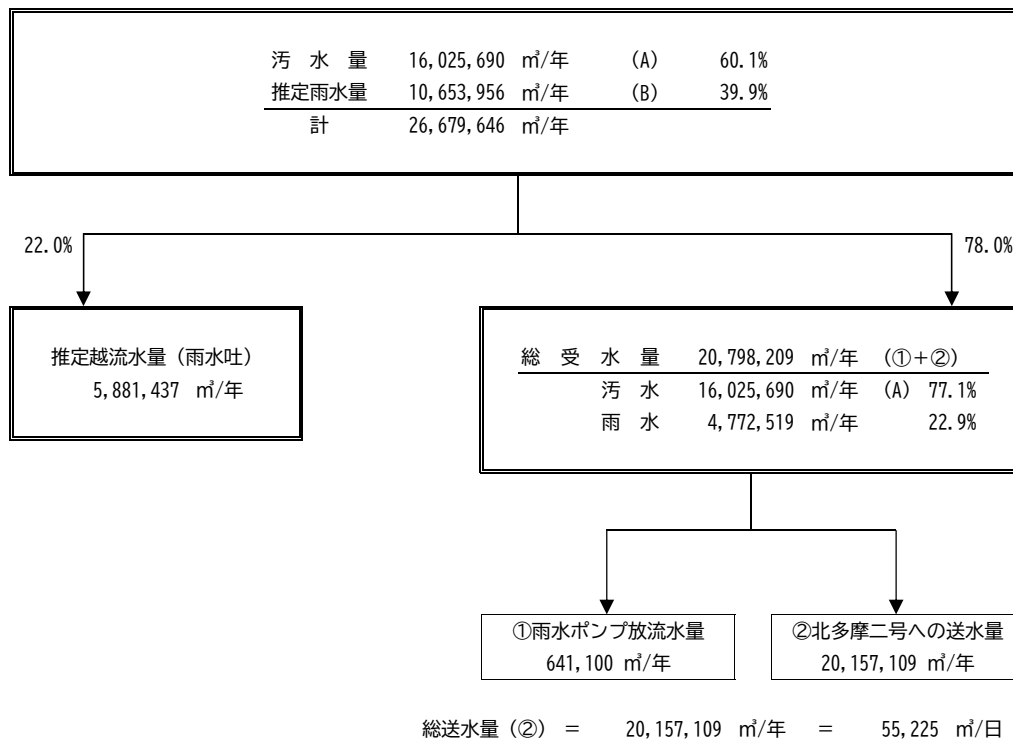 汚 水 量 16,025,690 ㎥/年 (A) 60.1%
推定雨水量 10,653,956 ㎥/年 (B) 39.9%
計 26,679,646 ㎥/年
22.0% 78.0%
推定越流水量（雨水吐）
5,881,437 ㎥/年
総 受 水 量 20,798,209 ㎥/年 (①＋②)
汚 水 16,025,690 ㎥/年 (A) 77.1%
雨 水 4,772,519 ㎥/年 22.9%
①雨水ポンプ放流水量
641,100 ㎥/年
②北多摩二号への送水量
20,157,109 ㎥/年
総送水量（②） ＝ 20,157,109 ㎥/年 ＝ 55,225 ㎥/日